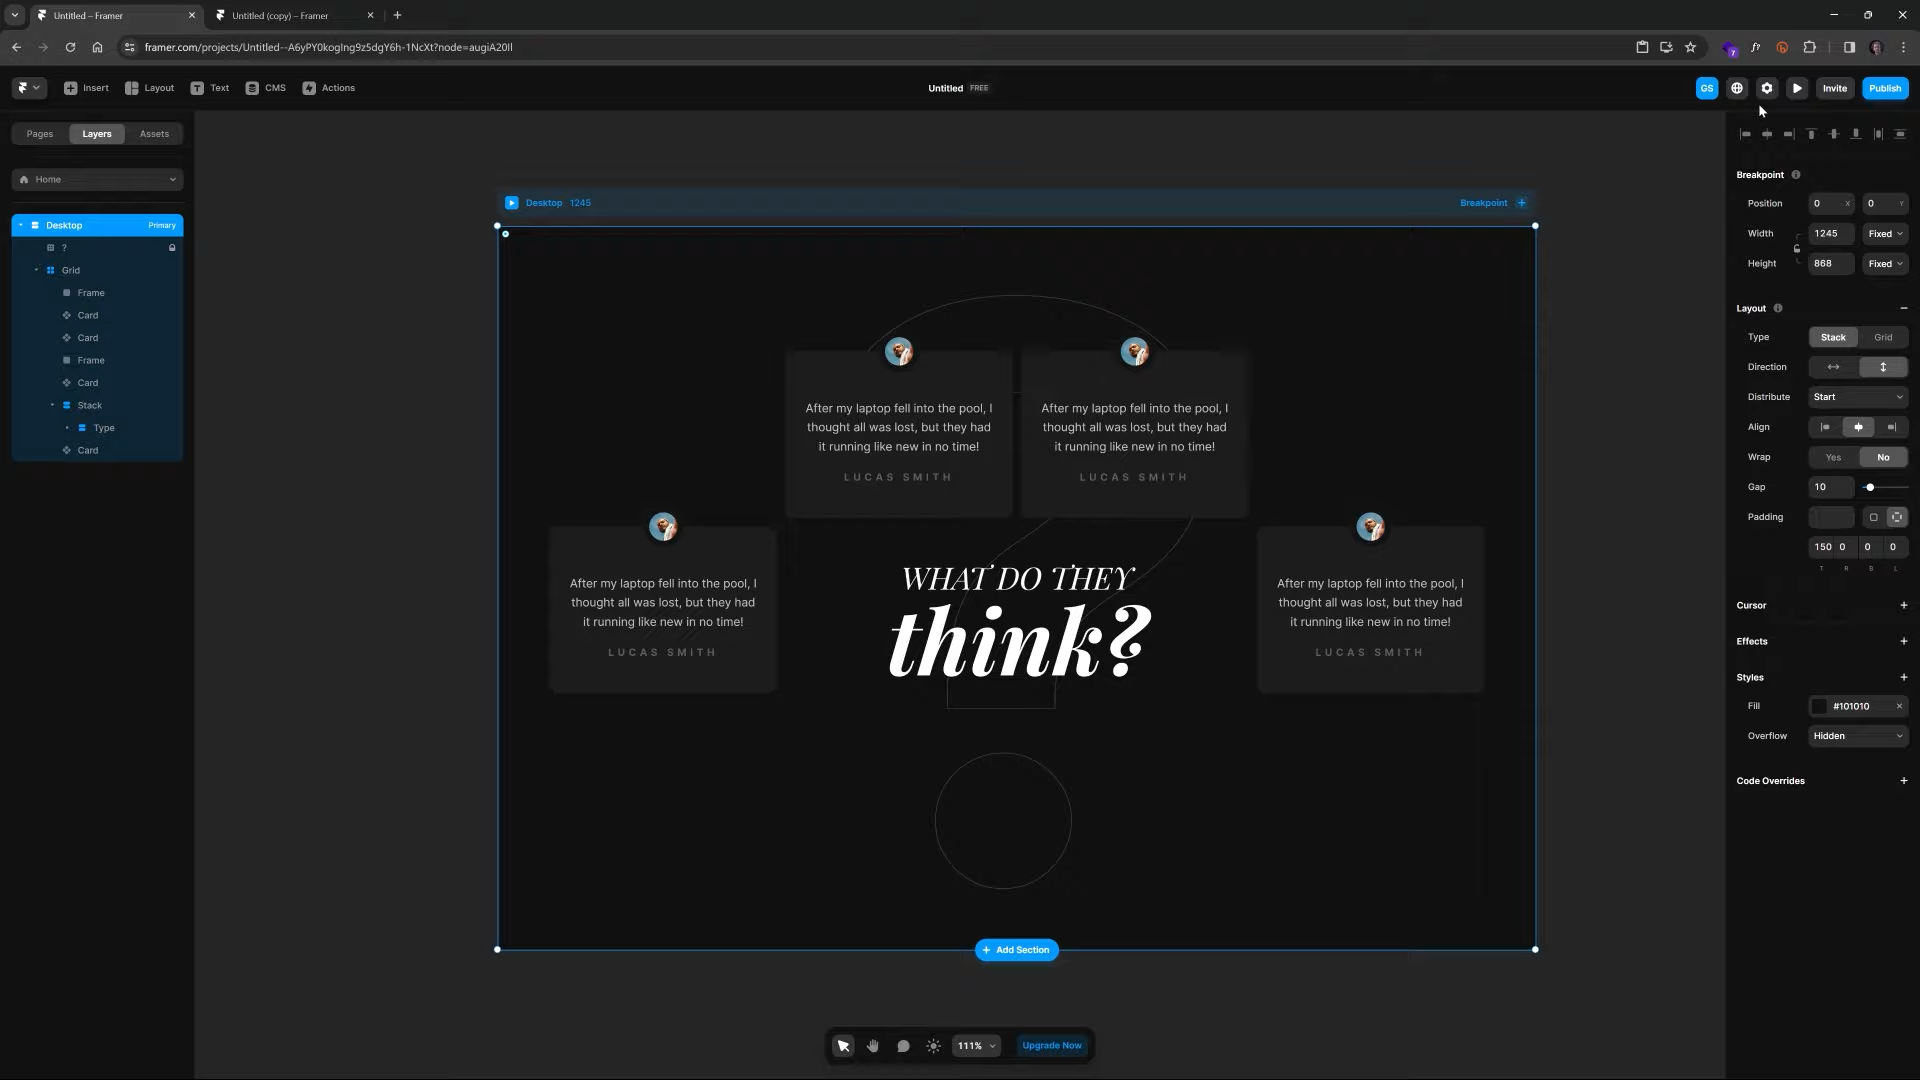 Untitled – Framer
Untitled (copy) – Framer
framer.com/projects/Untitled--A6yPY0kogIng9z5dgY6h-1NcXt?node=augiA20Il
7
f?
Insert
Layout
Text
CMS
Actions
Untitled FREE
GS
Invite
Publish
Pages
Layers
Assets
Home
Desktop
Primary
?
Grid
Frame
Card
Card
Frame
Card
Stack
Type
Card
Desktop 1245
Breakpoint
After my laptop fell into the pool, I
thought all was lost, but they had
it running like new in no time!
LUCAS SMITH
After my laptop fell into the pool, I
thought all was lost, but they had
it running like new in no time!
LUCAS SMITH
After my laptop fell into the pool, I
thought all was lost, but they had
it running like new in no time!
LUCAS SMITH
WHAT DO THEY
think?
After my laptop fell into the pool, I
thought all was lost, but they had
it running like new in no time!
LUCAS SMITH
+ Add Section
111%
Upgrade Now
Breakpoint
Position 0 X 0 Y
Width 1245 Fixed
Height 868 Fixed
Layout
Type Stack Grid
Direction
Distribute Start
Align
Wrap Yes No
Gap 10
Padding
150 0 0 0
T R B L
Cursor
Effects
Styles
Fill #101010
Overflow Hidden
Code Overrides